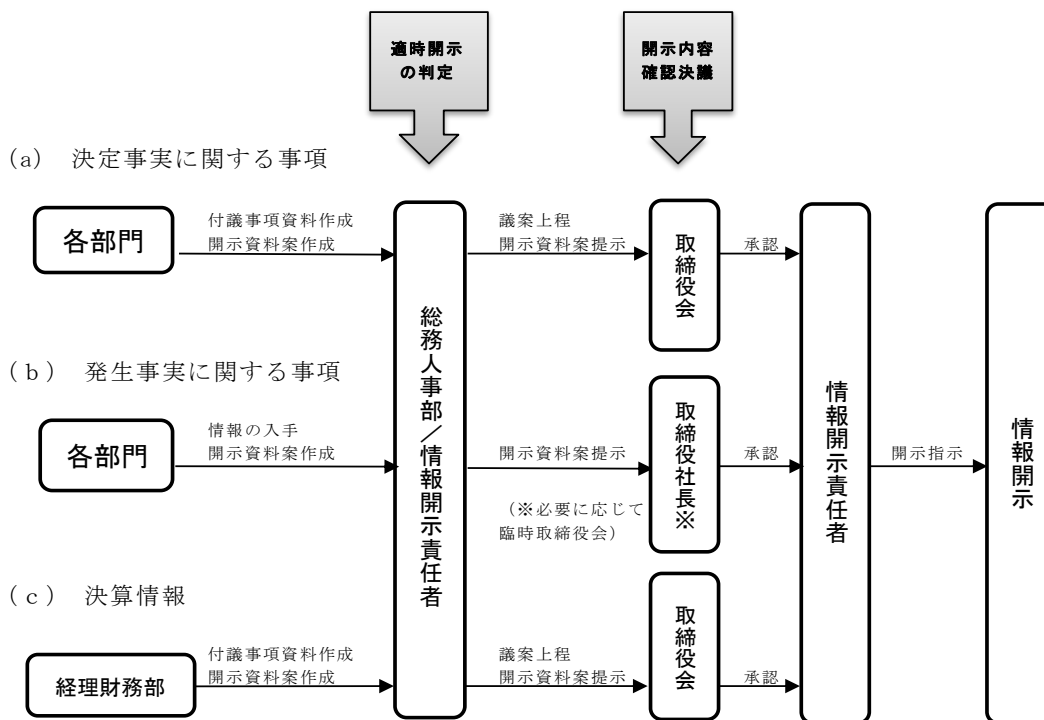 適時開示
の判定
開示内容
確認決議
(a) 決定事実に関する事項
各部門
付議事項資料作成
開示資料案作成
総務人事部／情報開示責任者
議案上程
開示資料案提示
取締役会
承認
情報開示責任者
開示指示
情報開示
(b) 発生事実に関する事項
各部門
情報の入手
開示資料案作成
開示資料案提示
（※必要に応じて
臨時取締役会）
取締役社長※
承認
(c) 決算情報
経理財務部
付議事項資料作成
開示資料案作成
議案上程
開示資料案提示
取締役会
承認